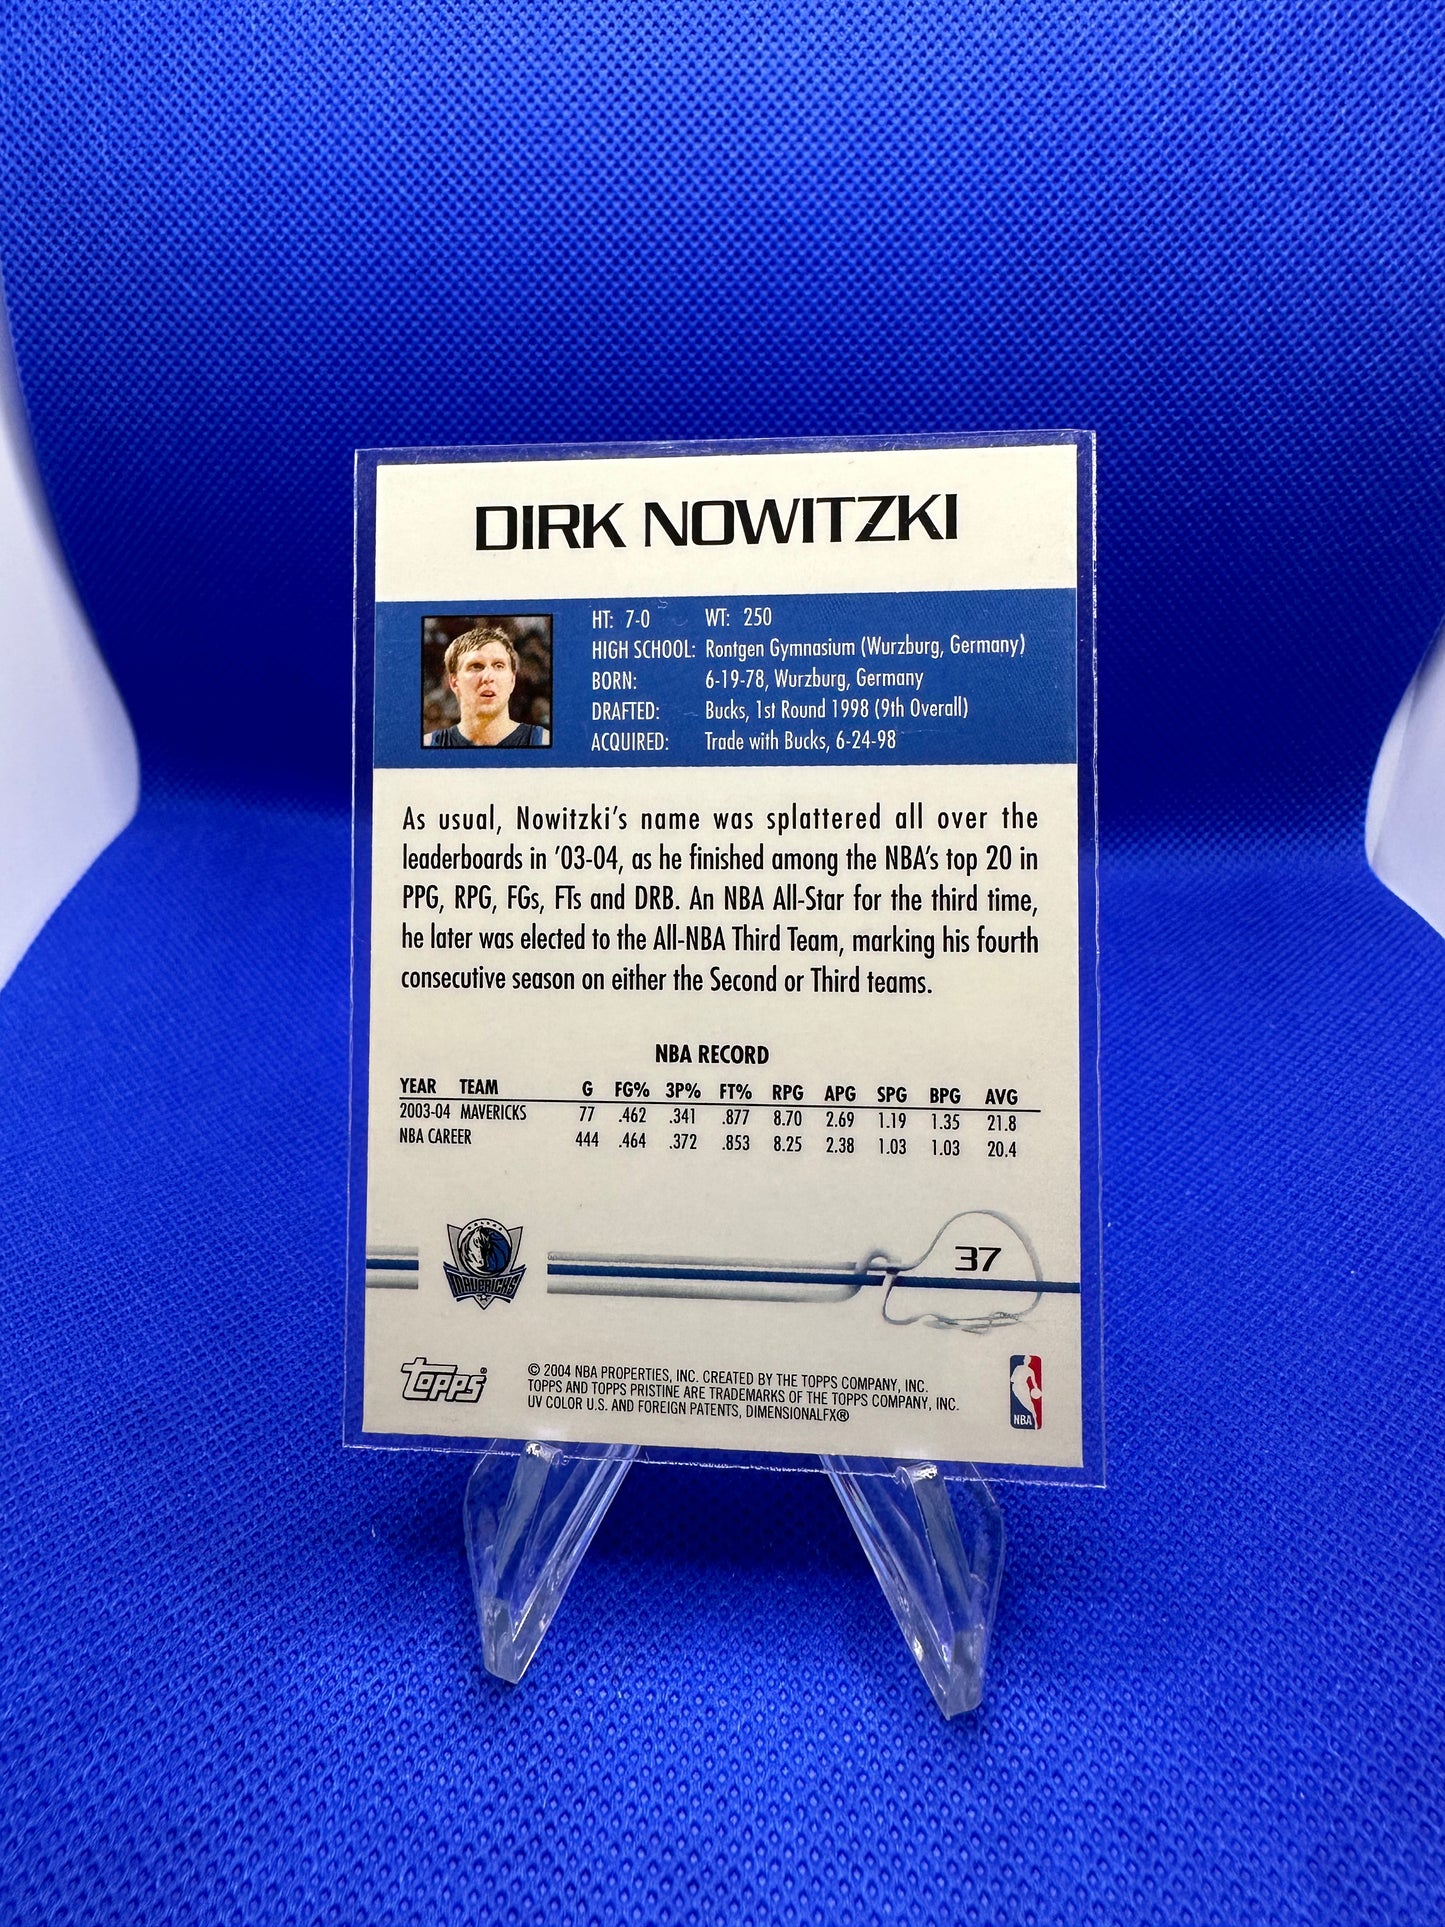 DIRK NOWITZKI
HT: 7-0 WT: 250
HIGH SCHOOL: Rontgen Gymnasium (Wurzburg, Germany)
BORN: 6-19-78, Wurzburg, Germany
DRAFTED: Bucks, 1st Round 1998 (9th Overall)
ACQUIRED: Trade with Bucks, 6-24-98
As usual, Nowitzki's name was splattered all over the
leaderboards in '03-04, as he finished among the NBA's top 20 in
PPG, RPG, FGs, FTs and DRB. An NBA All-Star for the third time,
he later was elected to the All-NBA Third Team, marking his fourth
consecutive season on either the Second or Third teams.
NBA RECORD
YEAR TEAM G FG% 3P% FT% RPG APG SPG BPG AVG
2003-04 MAVERICKS 77 .462 .341 .877 8.70 2.69 1.19 1.35 21.8
NBA CAREER 444 .464 .372 .853 8.25 2.38 1.03 1.03 20.4
DALLAS
MAVERICKS
37
Topps®
© 2004 NBA PROPERTIES, INC. CREATED BY THE TOPPS COMPANY, INC.
TOPPS AND TOPPS PRISTINE ARE TRADEMARKS OF THE TOPPS COMPANY, INC.
UV COLOR U.S. AND FOREIGN PATENTS, DIMENSIONALFX®
NBA